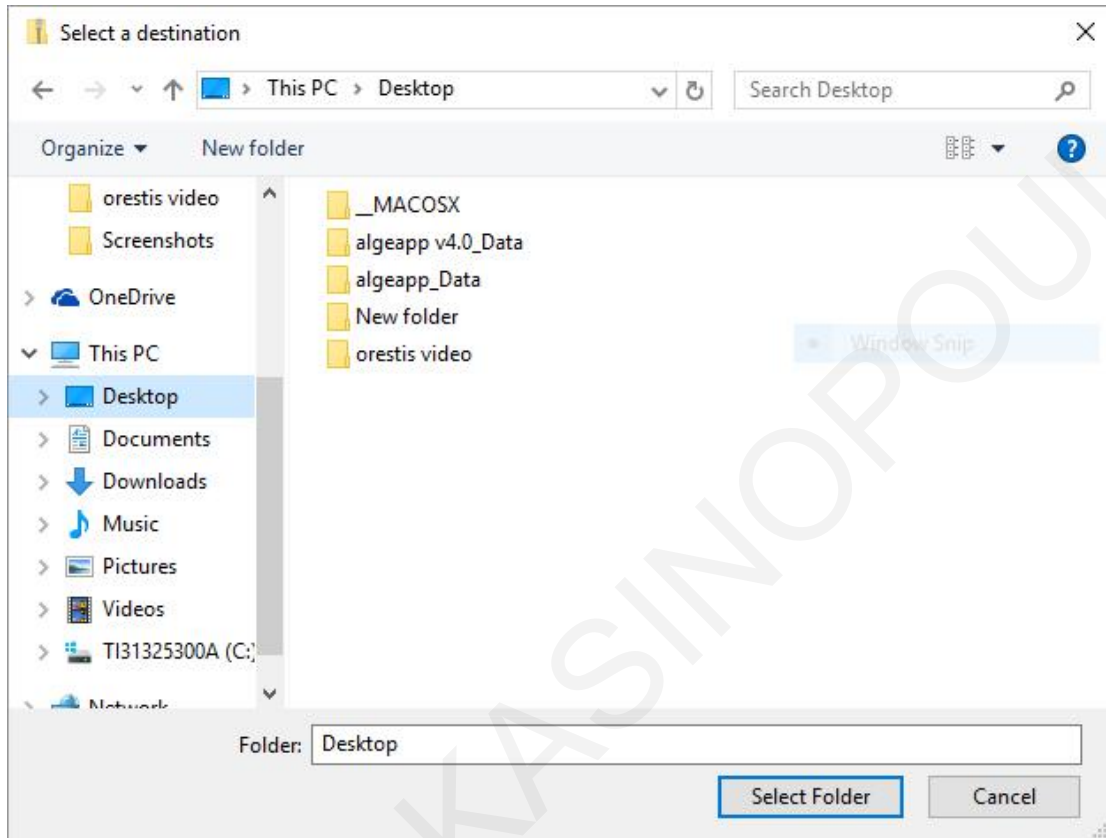 Select a destination
This PC > Desktop
Search Desktop
Organize
New folder
orestis video
Screenshots
OneDrive
This PC
Desktop
Documents
Downloads
Music
Pictures
Videos
TI31325300A (C:)
Network
__MACOSX
algeapp v4.0_Data
algeapp_Data
New folder
orestis video
Window Snip
Folder: Desktop
Select Folder
Cancel